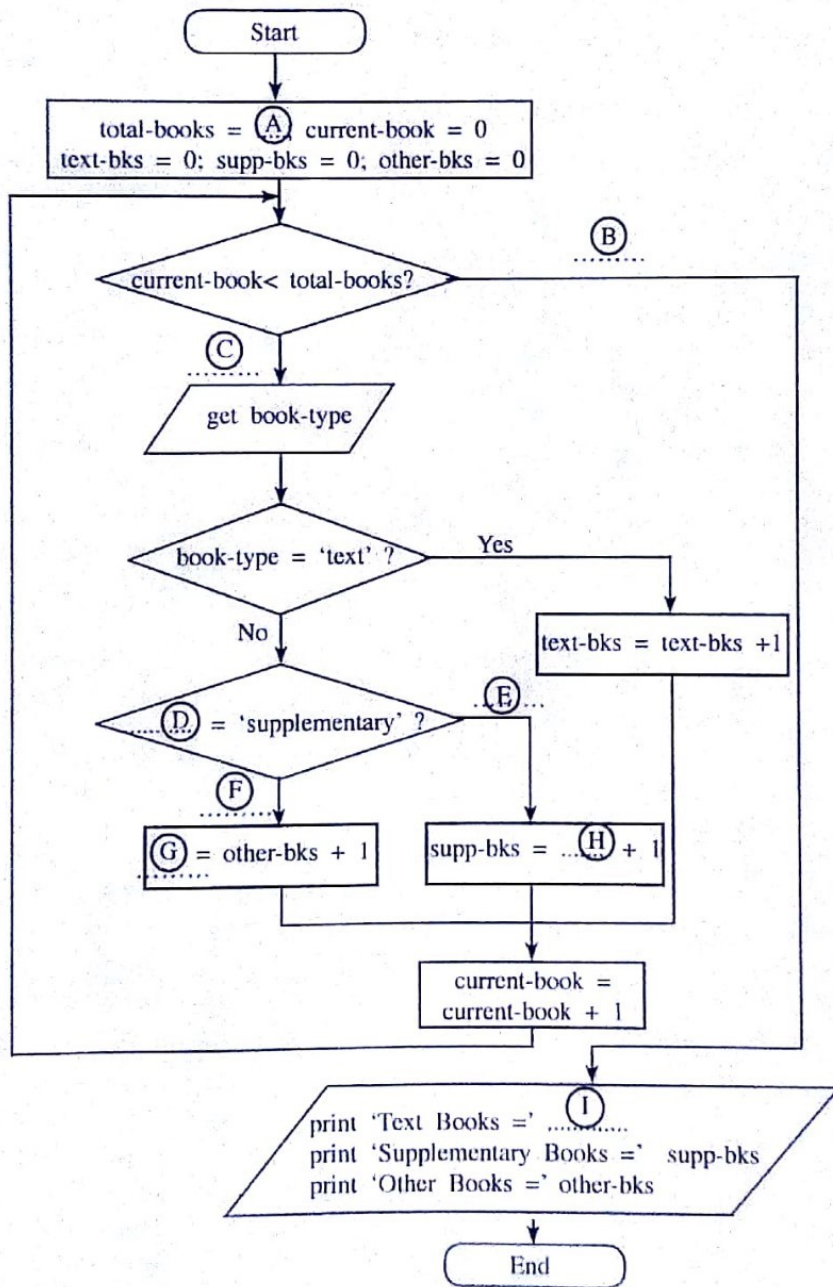 Start
total-books = ...(A)... current-book = 0
text-bks = 0; supp-bks = 0; other-bks = 0
(B)
..........
current-book< total-books?
(C)
..........
get book-type
book-type = ‘text’ ?
Yes
No
text-bks = text-bks +1
(E)
..........
...(D)... = ‘supplementary’ ?
(F)
..........
(G) = other-bks + 1
supp-bks = ...(H)... + 1
current-book =
current-book + 1
print ‘Text Books =’ ...(I)...
print ‘Supplementary Books =’ supp-bks
print ‘Other Books =’ other-bks
End